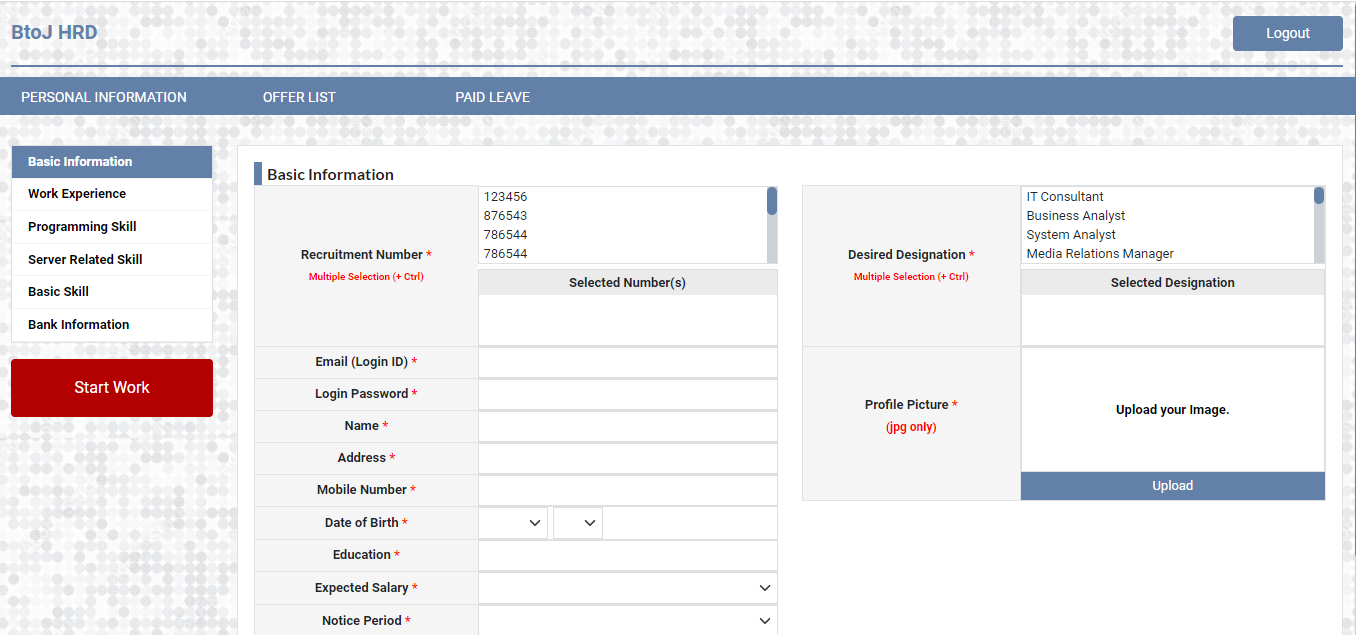 BtoJ HRD
Logout
PERSONAL INFORMATION
OFFER LIST
PAID LEAVE
Basic Information
Work Experience
Programming Skill
Server Related Skill
Basic Skill
Bank Information
Start Work
Basic Information
Recruitment Number *
Multiple Selection (+ Ctrl)
123456
876543
786544
786544
Selected Number(s)
Email (Login ID) *
Login Password *
Name *
Address *
Mobile Number *
Date of Birth *
Education *
Expected Salary *
Notice Period *
Desired Designation *
Multiple Selection (+ Ctrl)
IT Consultant
Business Analyst
System Analyst
Media Relations Manager
Selected Designation
Profile Picture *
(jpg only)
Upload your Image.
Upload